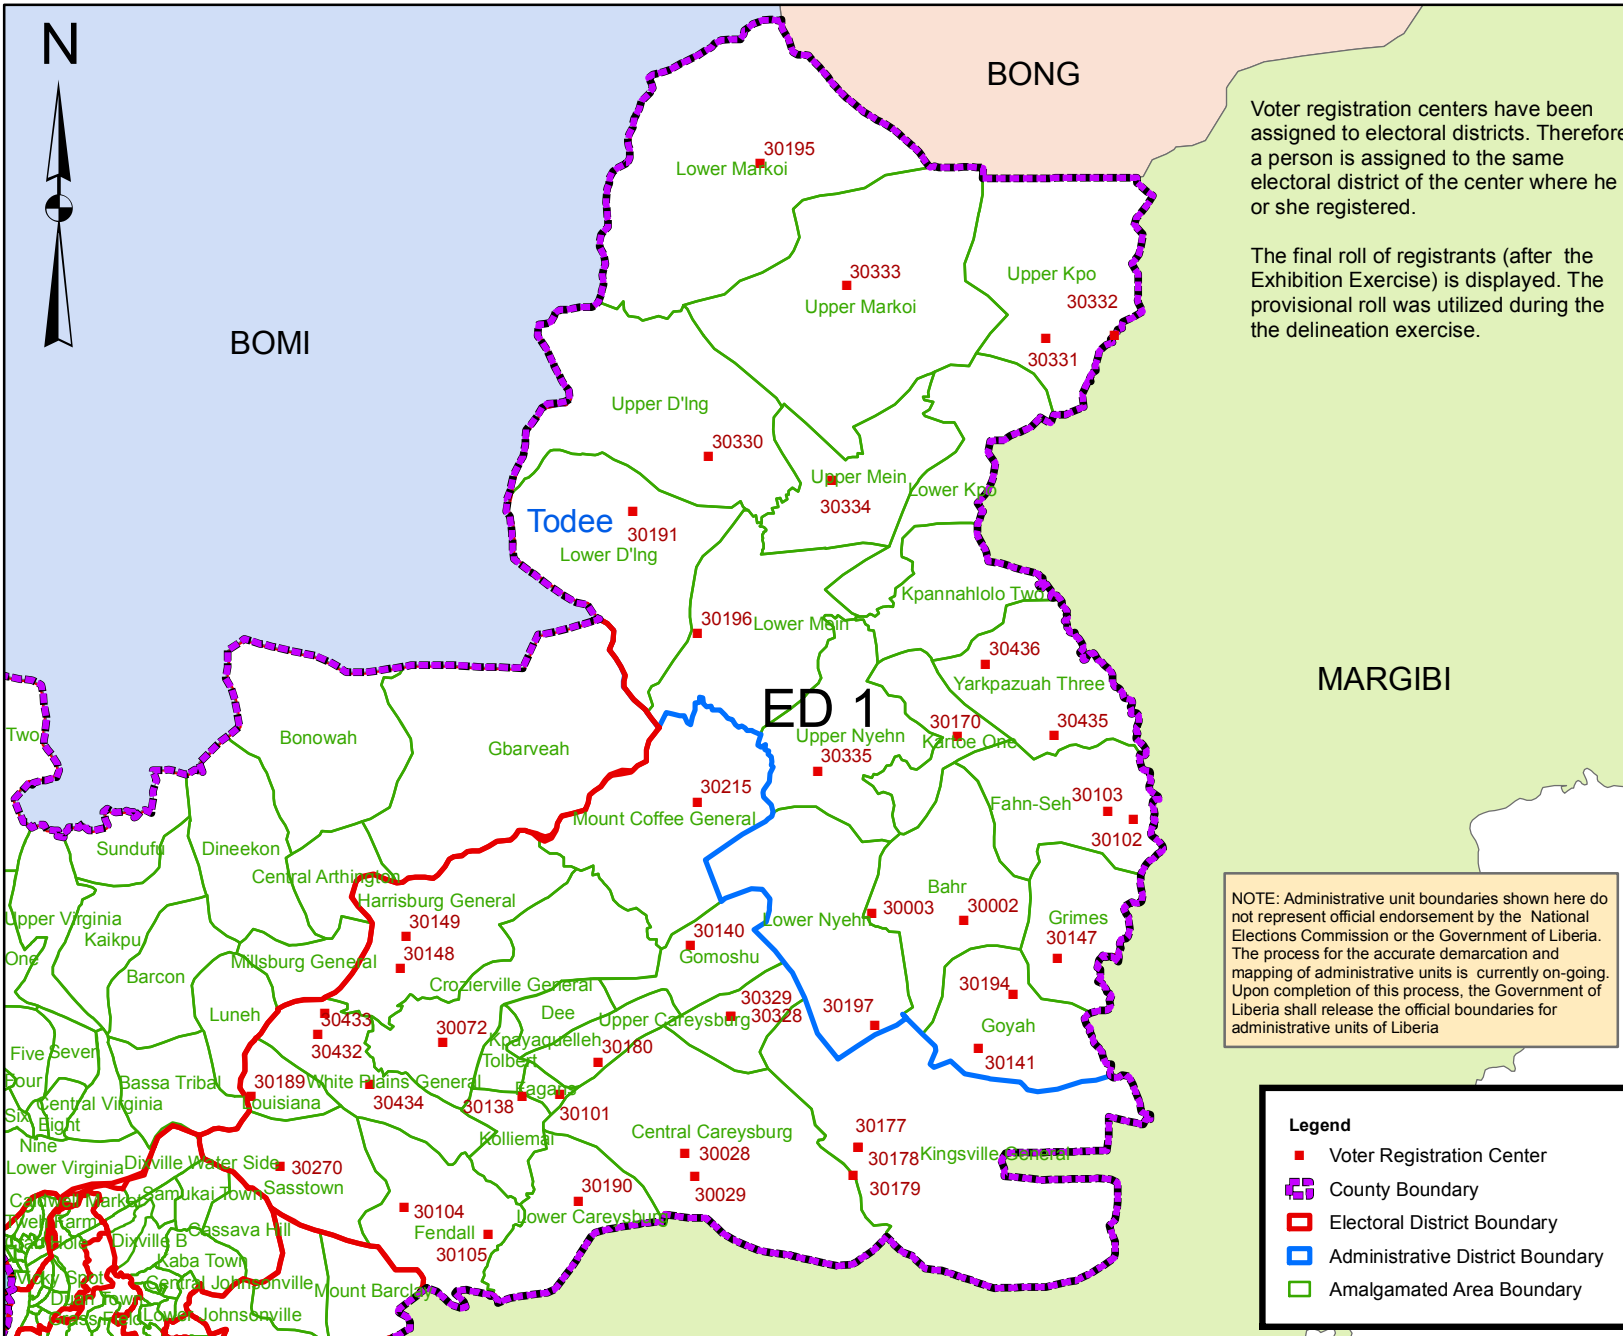 N
BONG
Voter registration centers have been
assigned to electoral districts. Therefore
a person is assigned to the same
electoral district of the center where he
or she registered.
The final roll of registrants (after the
Exhibition Exercise) is displayed. The
provisional roll was utilized during the
the delineation exercise.
30195
Lower Markoi
30333
Upper Markoi
Upper Kpo
30332
30331
BOMI
Upper D'Ing
30330
Upper Mein
30334
Lower Kpo
Todee
30191
Lower D'Ing
Kpannahlolo Two
30196
Lower Mein
30436
Yarkpazuah Three
MARGIBI
ED 1
30170
30435
Upper Nyehn
Kartoe One
30335
Two
Bonowah
Gbarveah
30215
Mount Coffee General
Fahn-Seh
30103
30102
Sundufu
Dineekon
Central Arthington
Harrisburg General
Bahr
Lower Nyehn
30003
30002
Grimes
30147
Upper Virginia
Kaikpu
30149
30140
Gomoshu
One
Millsburg General
30148
Barcon
Crozierville General
30194
30329
30328
Luneh
Dee
Upper Careysburg
30197
Goyah
30433
30432
30072
Kpayaquelleh
30180
Tolbert
30141
Five
Seven
Four
Bassa Tribal
30189
White Plains General
Fagans
Louisiana
30434
30138
30101
Central Virginia
Six
Eight
Nine
Kolliemai
Central Careysburg
30028
30029
30177
30178
30179
Kingsville General
Lower Virginia
Dixville Water Side
30270
Sasstown
30190
Lower Careysburg
Caldwell Market
Samukai Town
30104
Fendall
30105
Cassava Hill
Dixville B
Kaba Town
Central Johnsonville
Mount Barclay
Lower Johnsonville
NOTE: Administrative unit boundaries shown here do
not represent official endorsement by the National
Elections Commission or the Government of Liberia.
The process for the accurate demarcation and
mapping of administrative units is currently on-going.
Upon completion of this process, the Government of
Liberia shall release the official boundaries for
administrative units of Liberia
Legend
Voter Registration Center
County Boundary
Electoral District Boundary
Administrative District Boundary
Amalgamated Area Boundary